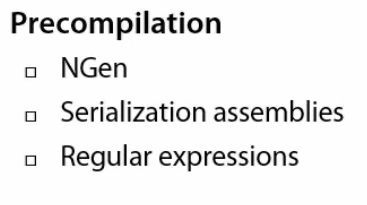 Precompilation
NGen
Serialization assemblies
Regular expressions